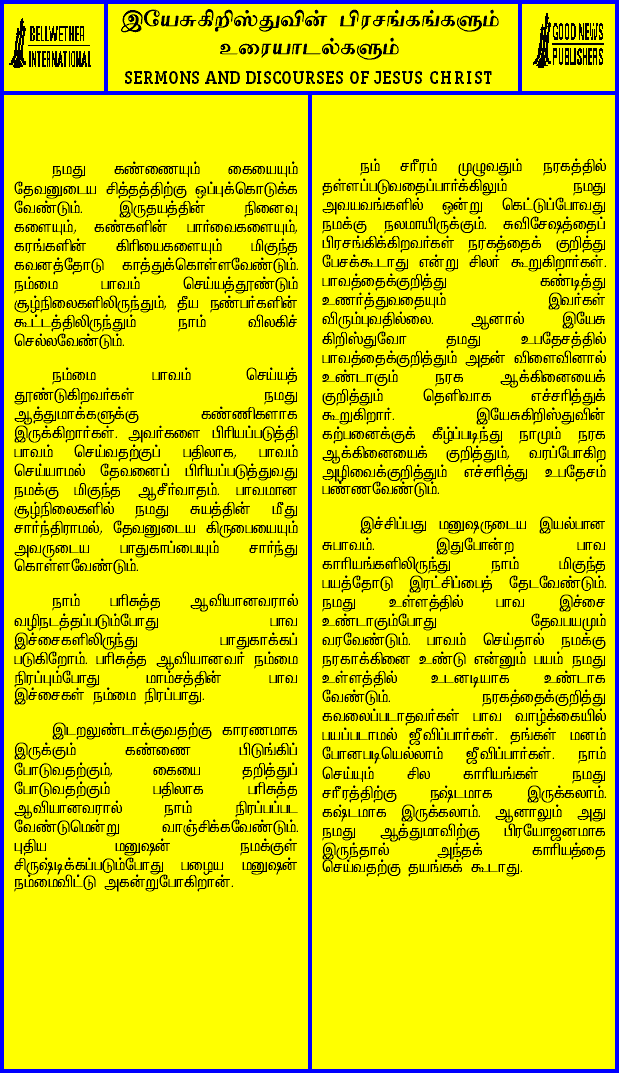 BELLWETHER
INTERNATIONAL
இயேசுகிறிஸ்துவின் பிரசங்கங்களும்
உரையாடல்களும்
SERMONS AND DISCOURSES OF JESUS CHRIST
GOOD NEWS
PUBLISHERS
நமது கண்ணையும் கையையும்
தேவனுடைய சித்தத்திற்கு ஒப்புக்கொடுக்க
வேண்டும். இருதயத்தின் நினைவு
களையும், கண்களின் பார்வைகளையும்,
கரங்களின் கிரியைகளையும் மிகுந்த
கவனத்தோடு காத்துக்கொள்ளவேண்டும்.
நம்மை பாவம் செய்யத்தூண்டும்
சூழ்நிலைகளிலிருந்தும், தீய நண்பர்களின்
கூட்டத்திலிருந்தும் நாம் விலகிச்
செல்லவேண்டும்.
நம்மை பாவம் செய்யத்
தூண்டுகிறவர்கள் நமது
ஆத்துமாக்களுக்கு கண்ணிகளாக
இருக்கிறார்கள். அவர்களை பிரியப்படுத்தி
பாவம் செய்வதற்குப் பதிலாக, பாவம்
செய்யாமல் தேவனைப் பிரியப்படுத்துவது
நமக்கு மிகுந்த ஆசீர்வாதம். பாவமான
சூழ்நிலைகளில் நமது சுயத்தின் மீது
சார்ந்திராமல், தேவனுடைய கிருபையையும்
அவருடைய பாதுகாப்பையும் சார்ந்து
கொள்ளவேண்டும்.
நாம் பரிசுத்த ஆவியானவரால்
வழிநடத்தப்படும்போது பாவ
இச்சைகளிலிருந்து பாதுகாக்கப்
படுகிறோம். பரிசுத்த ஆவியானவர் நம்மை
நிரப்பும்போது மாம்சத்தின் பாவ
இச்சைகள் நம்மை நிரப்பாது.
இடறலுண்டாக்குவதற்கு காரணமாக
இருக்கும் கண்ணை பிடுங்கிப்
போடுவதற்கும், கையை தறித்துப்
போடுவதற்கும் பதிலாக பரிசுத்த
ஆவியானவரால் நாம் நிரப்பப்பட
வேண்டுமென்று வாஞ்சிக்கவேண்டும்.
புதிய மனுஷன் நமக்குள்
சிருஷ்டிக்கப்படும்போது பழைய மனுஷன்
நம்மைவிட்டு அகன்றுபோகிறான்.
நம் சரீரம் முழுவதும் நரகத்தில்
தள்ளப்படுவதைப்பார்க்கிலும் நமது
அவயவங்களில் ஒன்று கெட்டுப்போவது
நமக்கு நலமாயிருக்கும். சுவிசேஷத்தைப்
பிரசங்கிக்கிறவர்கள் நரகத்தைக் குறித்து
பேசக்கூடாது என்று சிலர் கூறுகிறார்கள்.
பாவத்தைக்குறித்து கண்டித்து
உணர்த்துவதையும் இவர்கள்
விரும்புவதில்லை. ஆனால் இயேசு
கிறிஸ்துவோ தமது உபதேசத்தில்
பாவத்தைக்குறித்தும் அதன் விளைவினால்
உண்டாகும் நரக ஆக்கினையைக்
குறித்தும் தெளிவாக எச்சரித்துக்
கூறுகிறார். இயேசுகிறிஸ்துவின்
கற்பனைக்குக் கீழ்ப்படிந்து நாமும் நரக
ஆக்கினையைக் குறித்தும், வரப்போகிற
அழிவைக்குறித்தும் எச்சரித்து உபதேசம்
பண்ணவேண்டும்.
இச்சிப்பது மனுஷருடைய இயல்பான
சுபாவம். இதுபோன்ற பாவ
காரியங்களிலிருந்து நாம் மிகுந்த
பயத்தோடு இரட்சிப்பைத் தேடவேண்டும்.
நமது உள்ளத்தில் பாவ இச்சை
உண்டாகும்போது தேவபயமும்
வரவேண்டும். பாவம் செய்தால் நமக்கு
நரகாக்கினை உண்டு என்னும் பயம் நமது
உள்ளத்தில் உடனடியாக உண்டாக
வேண்டும். நரகத்தைக்குறித்து
கவலைப்படாதவர்கள் பாவ வாழ்க்கையில்
பயப்படாமல் ஜீவிப்பார்கள். தங்கள் மனம்
போனபடியெல்லாம் ஜீவிப்பார்கள். நாம்
செய்யும் சில காரியங்கள் நமது
சரீரத்திற்கு நஷ்டமாக இருக்கலாம்.
கஷ்டமாக இருக்கலாம். ஆனாலும் அது
நமது ஆத்துமாவிற்கு பிரயோஜனமாக
இருந்தால் அந்தக் காரியத்தை
செய்வதற்கு தயங்கக் கூடாது.